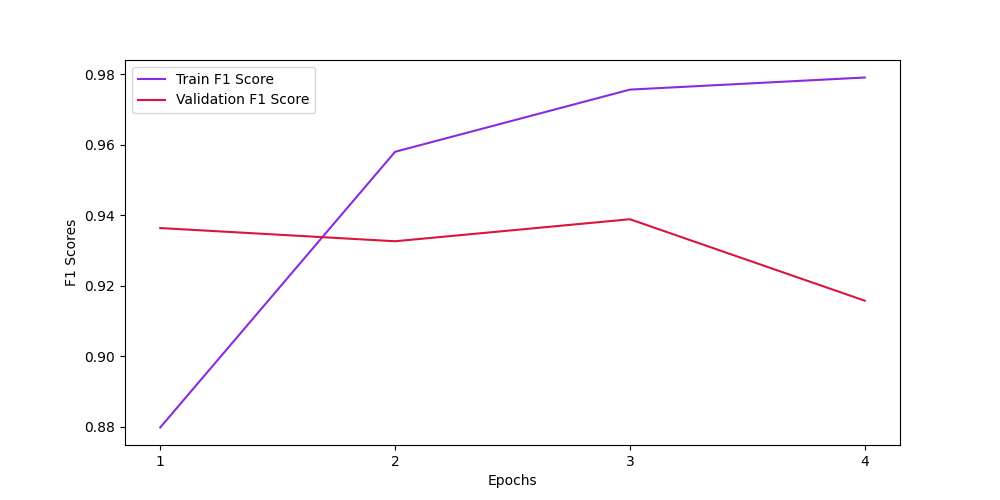 Train F1 Score
Validation F1 Score
0.98
0.96
0.94
0.92
0.90
0.88
F1 Scores
1 2 3 4
Epochs